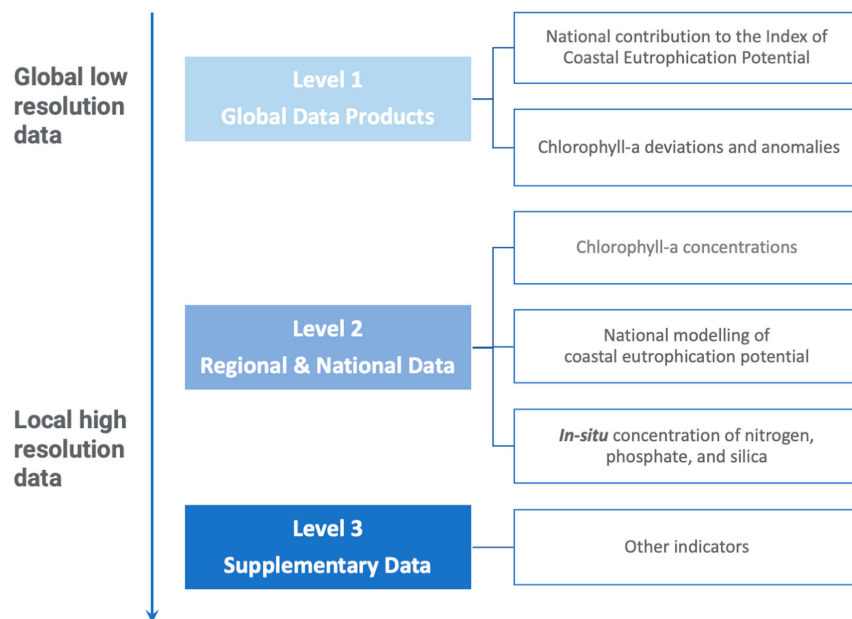 Global low
resolution
data
Level 1
Global Data Products
National contribution to the Index of
Coastal Eutrophication Potential
Chlorophyll-a deviations and anomalies
Level 2
Regional & National Data
Chlorophyll-a concentrations
National modelling of
coastal eutrophication potential
In-situ concentration of nitrogen,
phosphate, and silica
Local high
resolution
data
Level 3
Supplementary Data
Other indicators